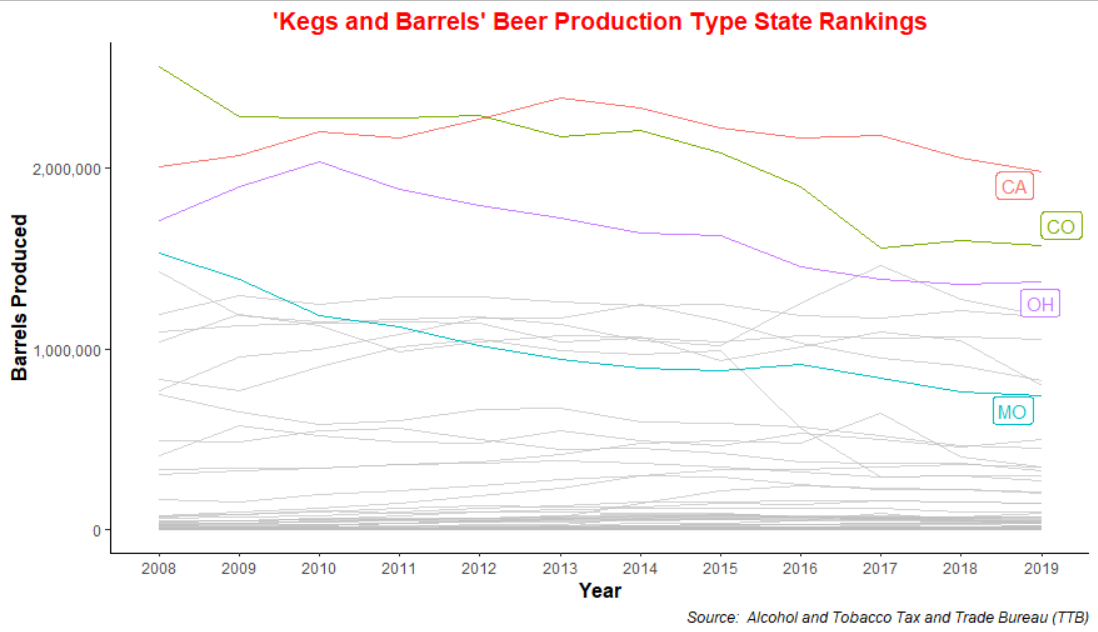 'Kegs and Barrels' Beer Production Type State Rankings
Barrels Produced
2,000,000
1,000,000
0
CA
CO
OH
MO
2008 2009 2010 2011 2012 2013 2014 2015 2016 2017 2018 2019
Year
Source: Alcohol and Tobacco Tax and Trade Bureau (TTB)